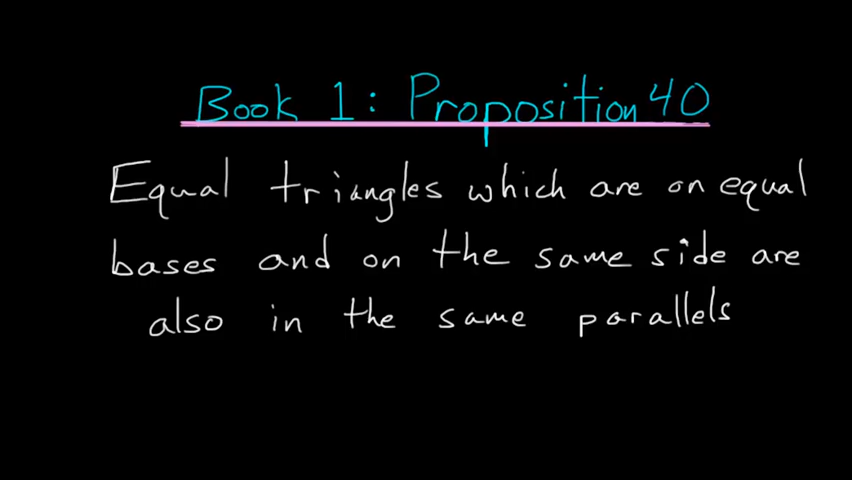 Book 1: Proposition 40
Equal triangles which are on equal
bases and on the same side are
also in the same parallels